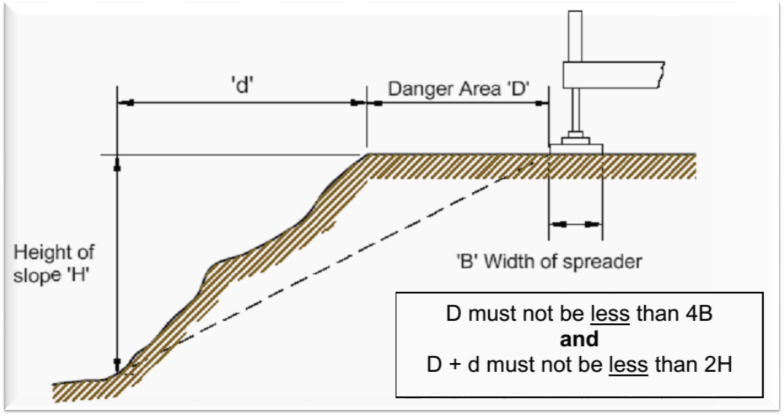 'd'
Danger Area 'D'
Height of
slope 'H'
'B' Width of spreader
D must not be less than 4B
and
D + d must not be less than 2H